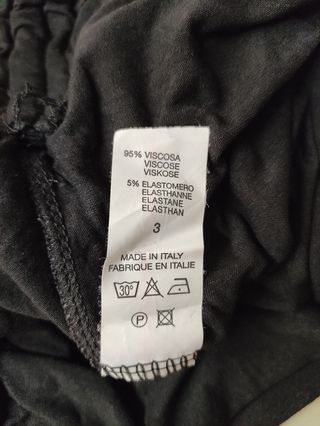 95% VISCOSA
VISCOSE
VISKOSE
5% ELASTOMERO
ELASTHANNE
ELASTANE
ELASTHAN
3
MADE IN ITALY
FABRIQUE EN ITALIE
30°
P